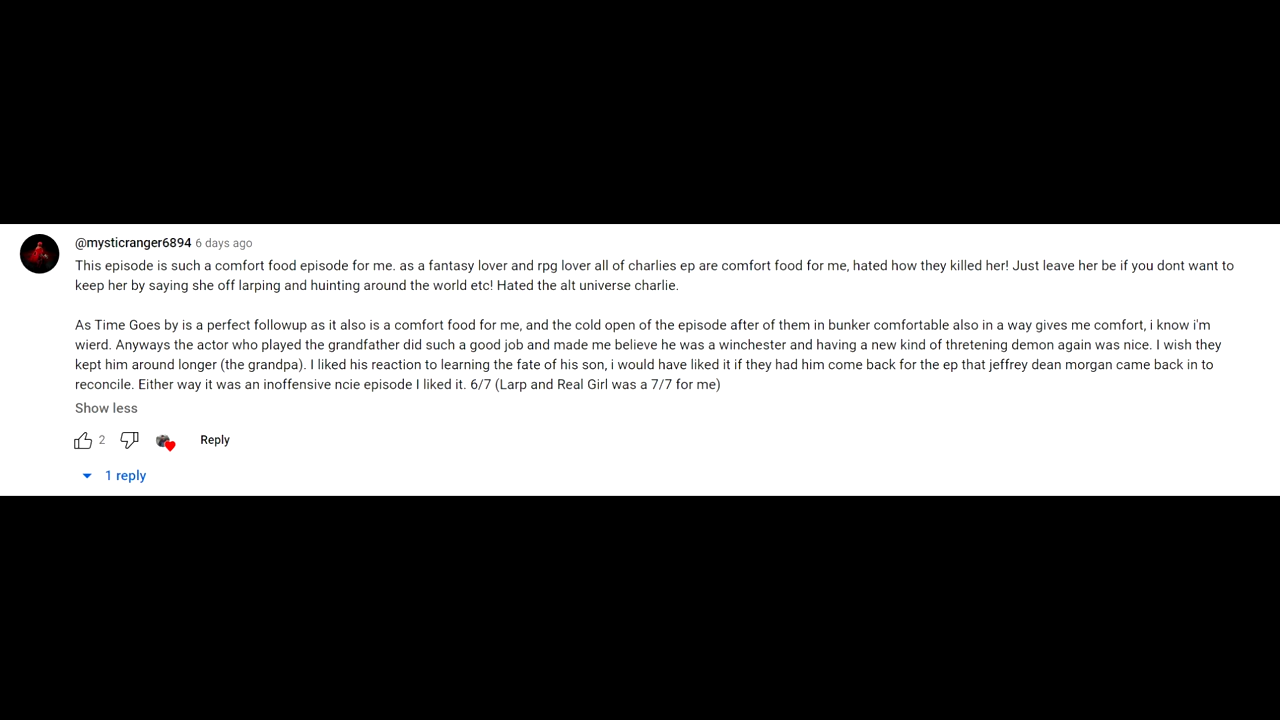 @mysticranger6894 6 days ago
This episode is such a comfort food episode for me. as a fantasy lover and rpg lover all of charlies ep are comfort food for me, hated how they killed her! Just leave her be if you dont want to
keep her by saying she off larping and huinting around the world etc! Hated the alt universe charlie.
As Time Goes by is a perfect followup as it also is a comfort food for me, and the cold open of the episode after of them in bunker comfortable also in a way gives me comfort, i know i'm
wierd. Anyways the actor who played the grandfather did such a good job and made me believe he was a winchester and having a new kind of thretening demon again was nice. I wish they
kept him around longer (the grandpa). I liked his reaction to learning the fate of his son, i would have liked it if they had him come back for the ep that jeffrey dean morgan came back in to
reconcile. Either way it was an inoffensive ncie episode I liked it. 6/7 (Larp and Real Girl was a 7/7 for me)
Show less
2 Reply
1 reply